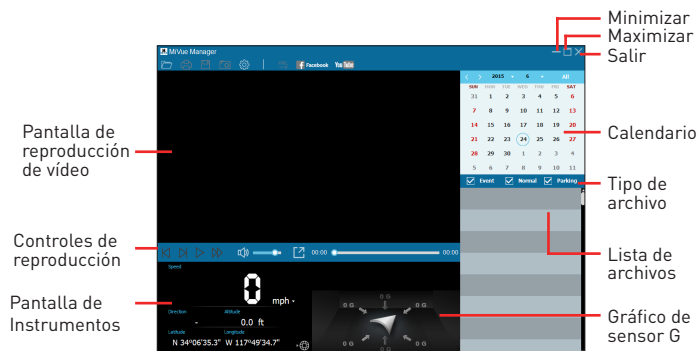 Minimizar
Maximizar
Salir
MiVue Manager
Facebook YouTube
2015 6 All
SUN MON TUE WED THU FRI SAT
31 1 2 3 4 5 6
7 8 9 10 11 12 13
14 15 16 17 18 19 20
21 22 23 24 25 26 27
28 29 30 1 2 3 4
5 6 7 8 9 10 11
Calendario
Event Normal Parking
Tipo de
archivo
Pantalla de
reproducción
de vídeo
Controles de
reproducción
00:00 00:00
Lista de
archivos
Pantalla de
Instrumentos
Speed
0 mph
Direction Altitude
- 0.0 ft
Latitude Longitude
N 34º06'35.3" W 117º49'34.7"
0 G 0 G
0 G 0 G
0 G 0 G
Gráfico de
sensor G